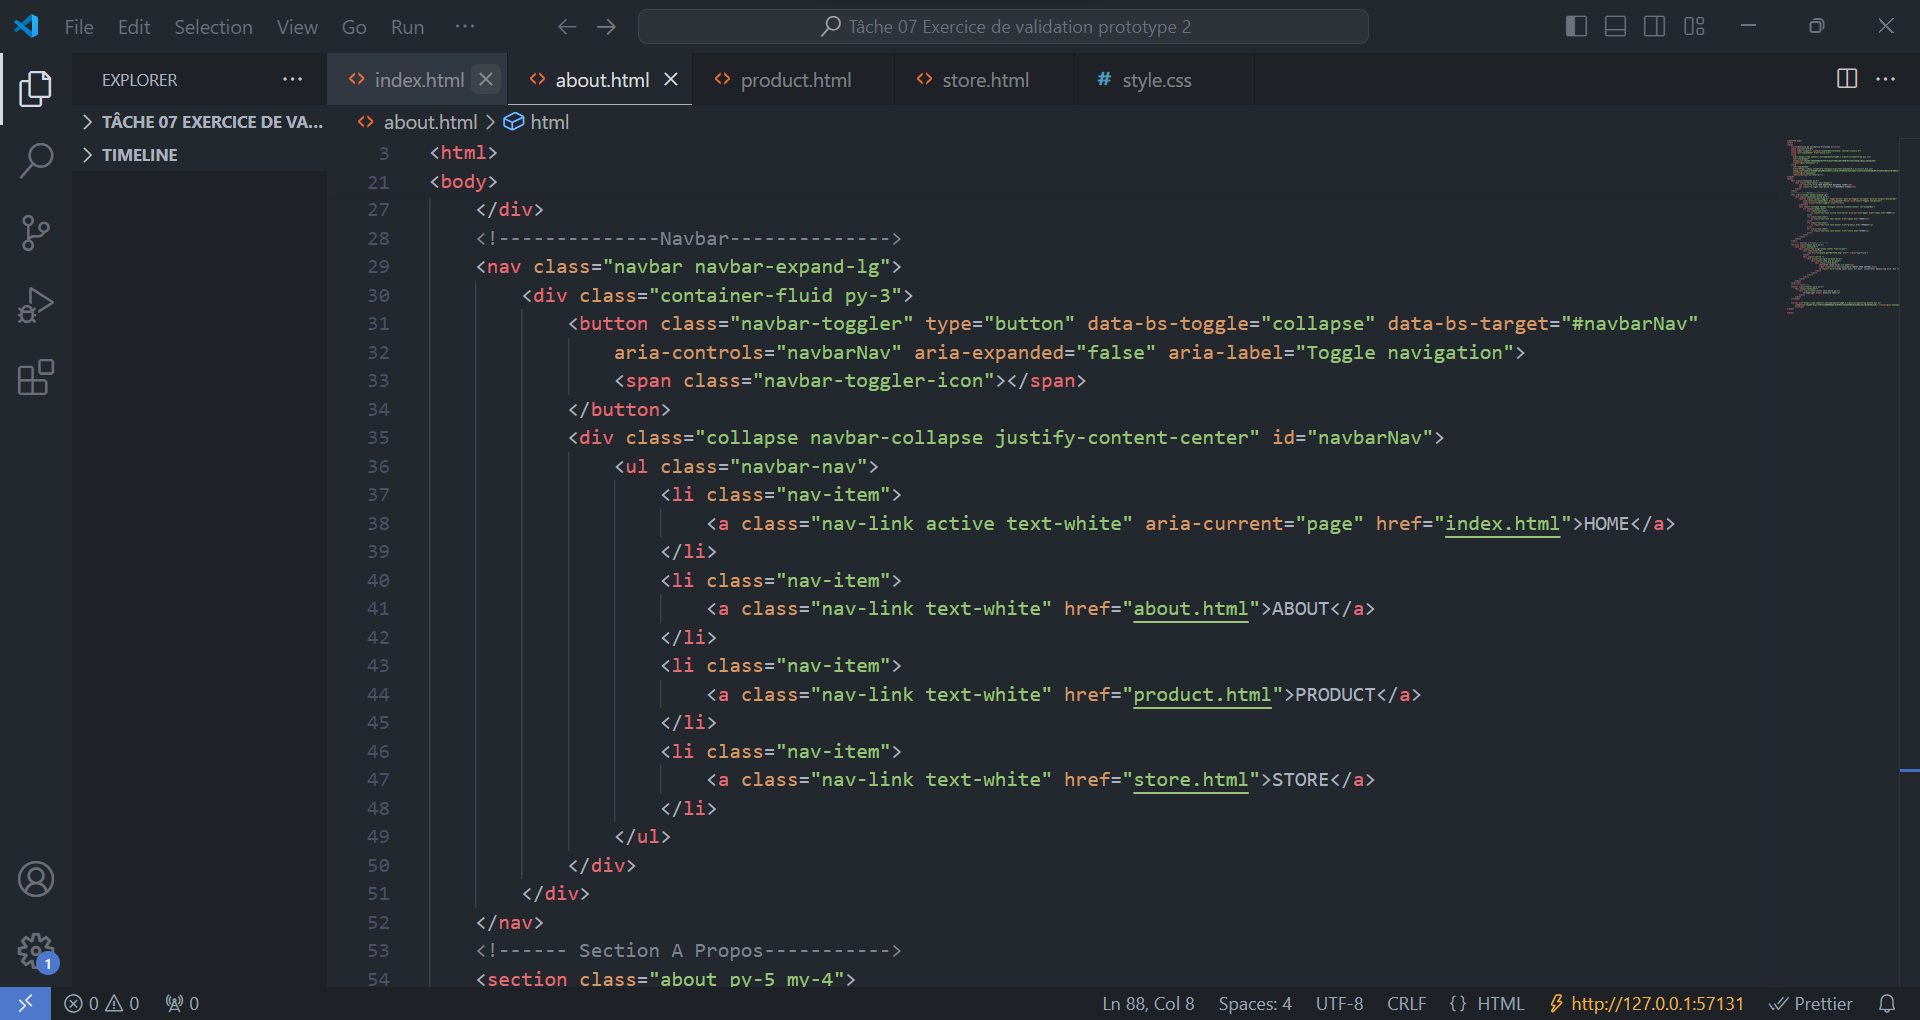 File Edit Selection View Go Run ···
Tâche 07 Exercice de validation prototype 2
EXPLORER ···
TÂCHE 07 EXERCICE DE VA...
TIMELINE
index.html about.html product.html store.html # style.css
about.html > html
3 <html>
21 <body>
27 </div>
28 <!--------------Navbar-------------->
29 <nav class="navbar navbar-expand-lg">
30 <div class="container-fluid py-3">
31 <button class="navbar-toggler" type="button" data-bs-toggle="collapse" data-bs-target="#navbarNav"
32 aria-controls="navbarNav" aria-expanded="false" aria-label="Toggle navigation">
33 <span class="navbar-toggler-icon"></span>
34 </button>
35 <div class="collapse navbar-collapse justify-content-center" id="navbarNav">
36 <ul class="navbar-nav">
37 <li class="nav-item">
38 <a class="nav-link active text-white" aria-current="page" href="index.html">HOME</a>
39 </li>
40 <li class="nav-item">
41 <a class="nav-link text-white" href="about.html">ABOUT</a>
42 </li>
43 <li class="nav-item">
44 <a class="nav-link text-white" href="product.html">PRODUCT</a>
45 </li>
46 <li class="nav-item">
47 <a class="nav-link text-white" href="store.html">STORE</a>
48 </li>
49 </ul>
50 </div>
51 </div>
52 </nav>
53 <!------ Section A Propos----------->
54 <section class="about py-5 my-4">
1
0 0 0 Ln 88, Col 8 Spaces: 4 UTF-8 CRLF {} HTML http://127.0.0.1:57131 Prettier